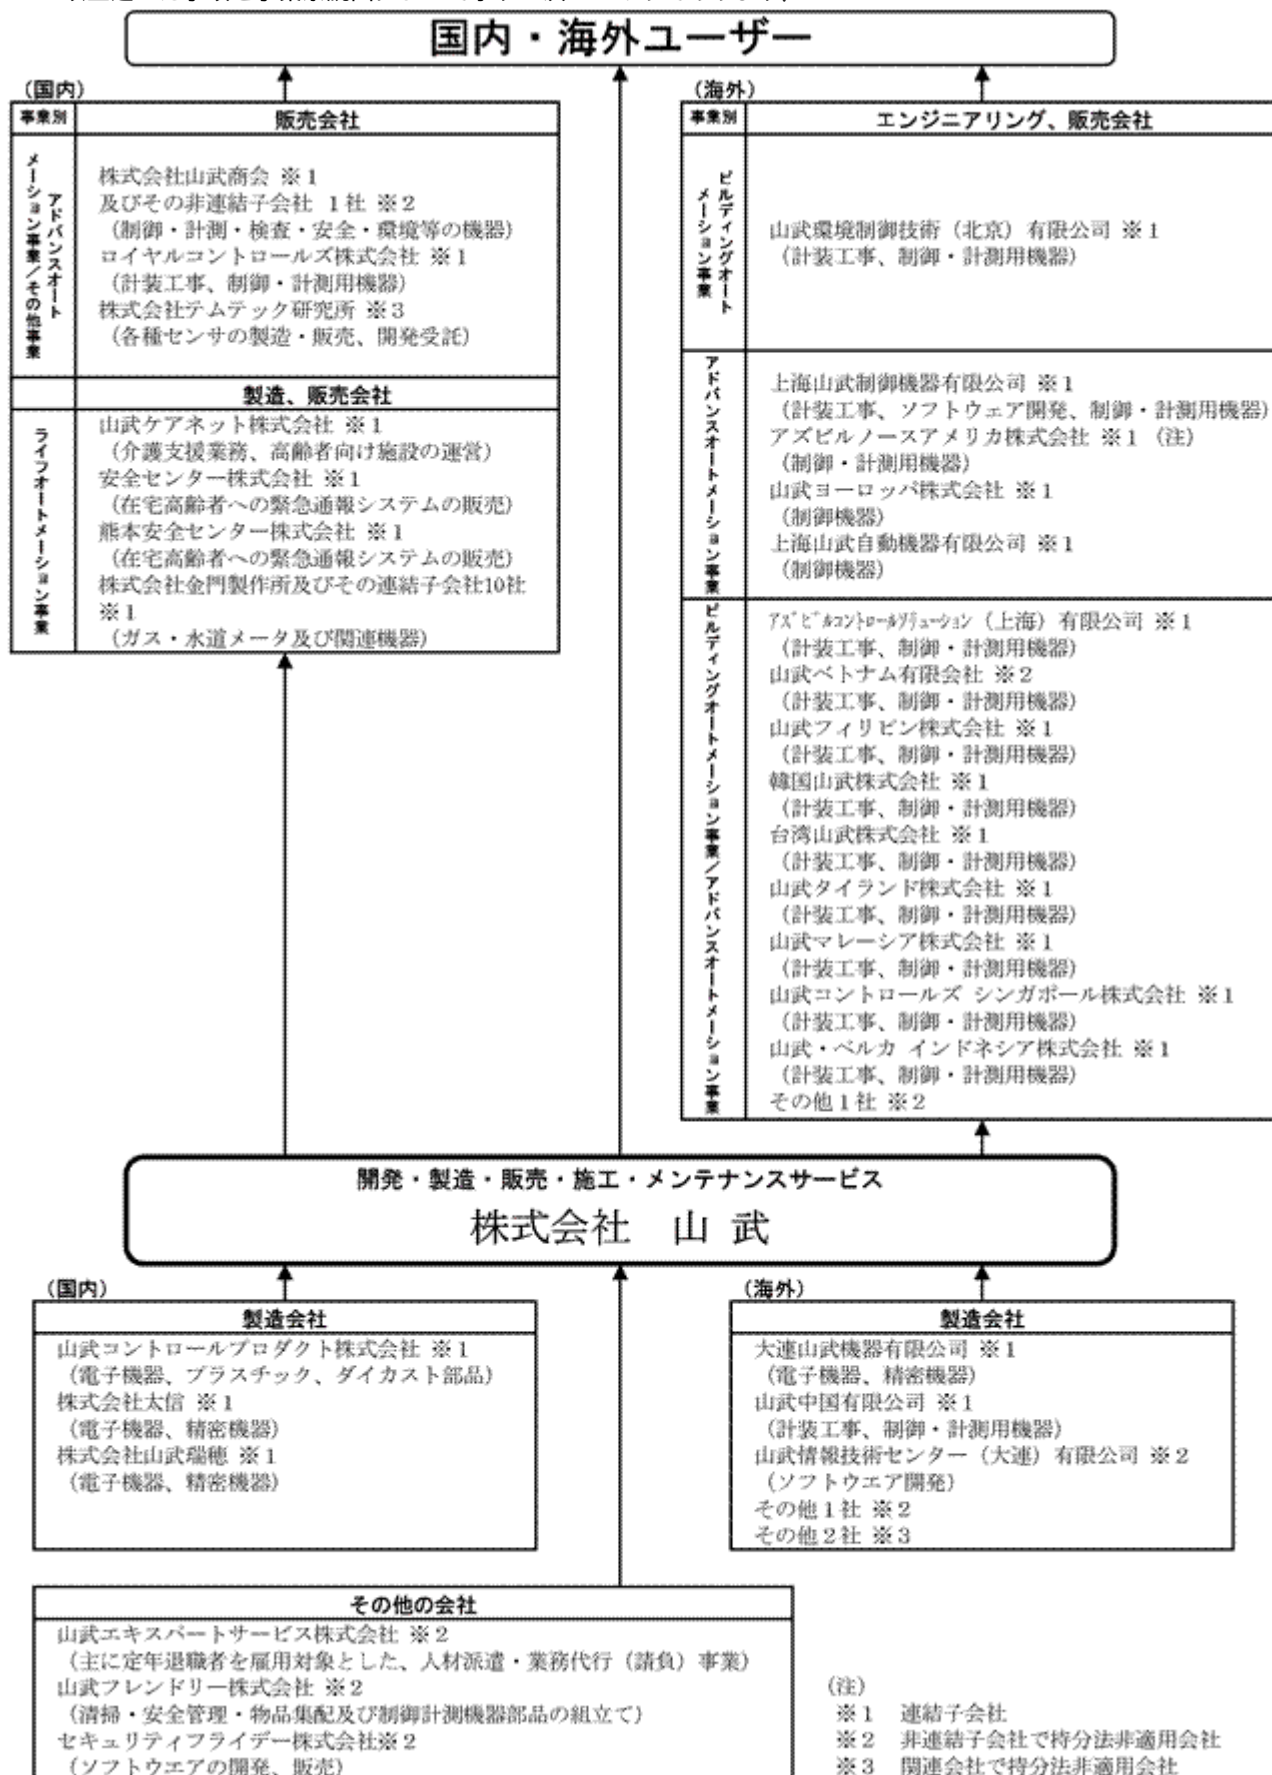 国内・海外ユーザー
（国内）
事業別
販売会社
アドバンスオート
メーション事業／その他事業
株式会社山武商会 ※１
及びその非連結子会社 １社 ※２
（制御・計測・検査・安全・環境等の機器）
ロイヤルコントロールズ株式会社 ※１
（計装工事、制御・計測用機器）
株式会社テムテック研究所 ※３
（各種センサの製造・販売、開発受託）
製造、販売会社
ライフオートメーション事業
山武ケアネット株式会社 ※１
（介護支援業務、高齢者向け施設の運営）
安全センター株式会社 ※１
（在宅高齢者への緊急通報システムの販売）
熊本安全センター株式会社 ※１
（在宅高齢者への緊急通報システムの販売）
株式会社金門製作所及びその連結子会社10社
※１
（ガス・水道メータ及び関連機器）
（海外）
事業別
エンジニアリング、販売会社
ビルディングオート
メーション事業
山武環境制御技術（北京）有限公司 ※１
（計装工事、制御・計測用機器）
アドバンスオートメーション事業
上海山武制御機器有限公司 ※１
（計装工事、ソフトウェア開発、制御・計測用機器）
アズビルノースアメリカ株式会社 ※１（注）
（制御・計測用機器）
山武ヨーロッパ株式会社 ※１
（制御機器）
上海山武自動機器有限公司 ※１
（制御機器）
ビルディングオートメーション事業／アドバンスオートメーション事業
ｱｽﾞﾋﾞﾙｺﾝﾄﾛｰﾙｿﾘｭｰｼｮﾝ（上海）有限公司 ※１
（計装工事、制御・計測用機器）
山武ベトナム有限会社 ※２
（計装工事、制御・計測用機器）
山武フィリピン株式会社 ※１
（計装工事、制御・計測用機器）
韓国山武株式会社 ※１
（計装工事、制御・計測用機器）
台湾山武株式会社 ※１
（計装工事、制御・計測用機器）
山武タイランド株式会社 ※１
（計装工事、制御・計測用機器）
山武マレーシア株式会社 ※１
（計装工事、制御・計測用機器）
山武コントロールズ シンガポール株式会社 ※１
（計装工事、制御・計測用機器）
山武・ベルカ インドネシア株式会社 ※１
（計装工事、制御・計測用機器）
その他１社 ※２
開発・製造・販売・施工・メンテナンスサービス
株式会社 山 武
（国内）
製造会社
山武コントロールプロダクト株式会社 ※１
（電子機器、プラスチック、ダイカスト部品）
株式会社太信 ※１
（電子機器、精密機器）
株式会社山武瑞穂 ※１
（電子機器、精密機器）
（海外）
製造会社
大連山武機器有限公司 ※１
（電子機器、精密機器）
山武中国有限公司 ※１
（計装工事、制御・計測用機器）
山武情報技術センター（大連）有限公司 ※２
（ソフトウエア開発）
その他１社 ※２
その他２社 ※３
その他の会社
山武エキスパートサービス株式会社 ※２
（主に定年退職者を雇用対象とした、人材派遣・業務代行（請負）事業）
山武フレンドリー株式会社 ※２
（清掃・安全管理・物品集配及び制御計測機器部品の組立て）
セキュリティフライデー株式会社※２
（ソフトウエアの開発、販売）
（注）
※１ 連結子会社
※２ 非連結子会社で持分法非適用会社
※３ 関連会社で持分法非適用会社